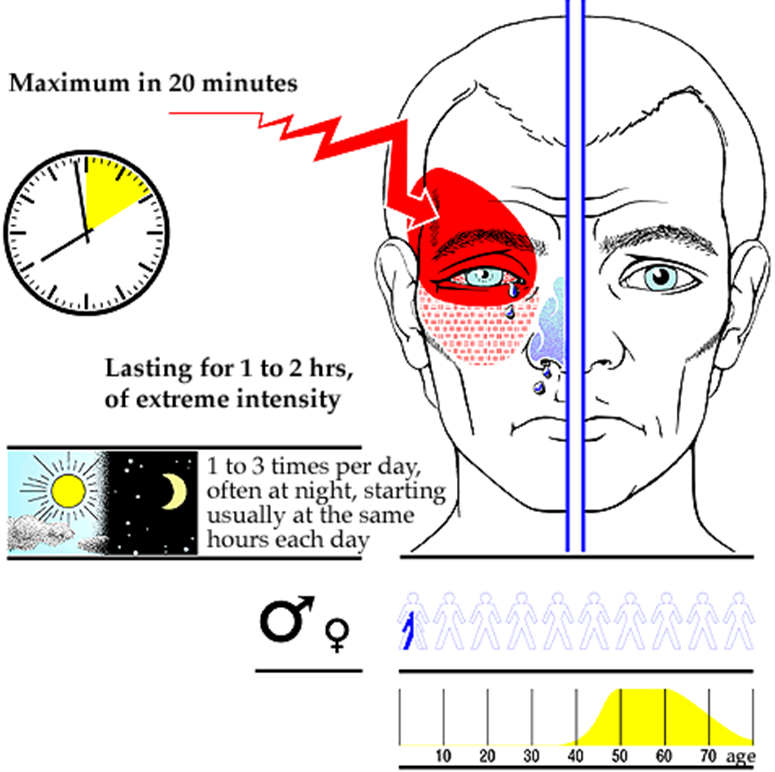 Maximum in 20 minutes
Lasting for 1 to 2 hrs,
of extreme intensity
1 to 3 times per day,
often at night, starting
usually at the same
hours each day
10 20 30 40 50 60 70 age